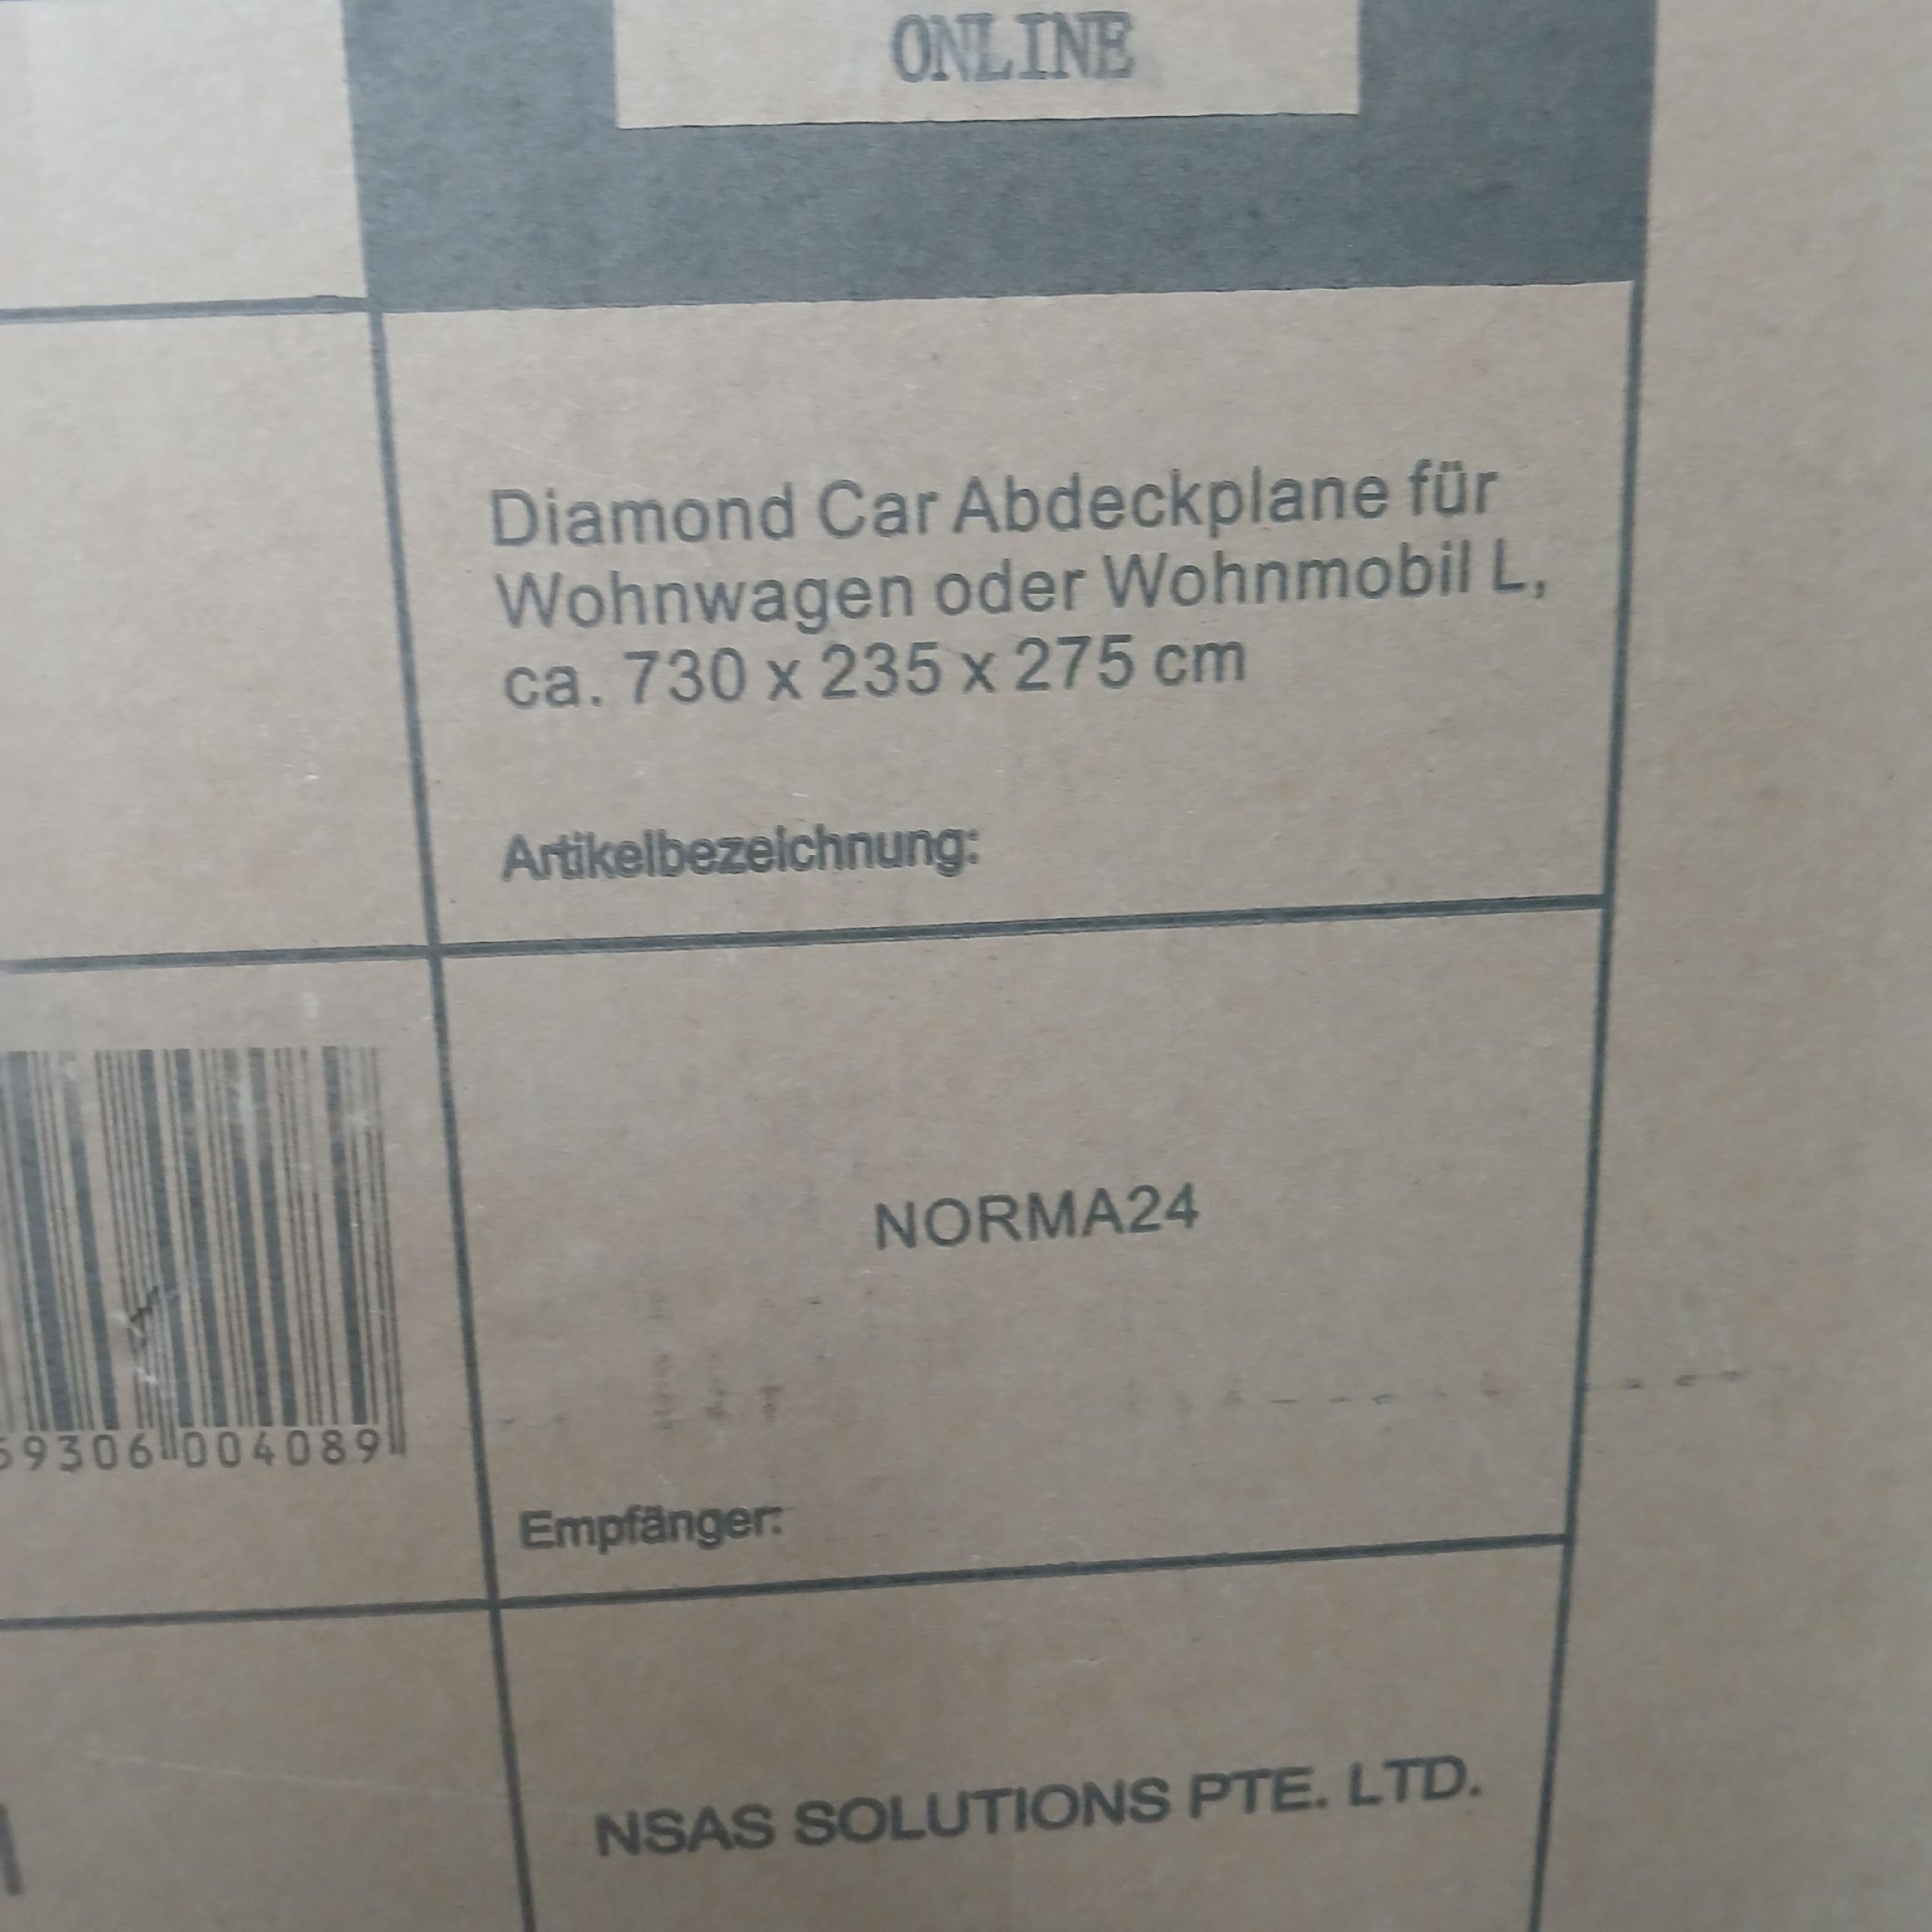 ONLINE
Diamond Car Abdeckplane für
Wohnwagen oder Wohnmobil L,
ca. 730 x 235 x 275 cm
Artikelbezeichnung:
NORMA24
59306 004089
Empfänger:
NSAS SOLUTIONS PTE. LTD.